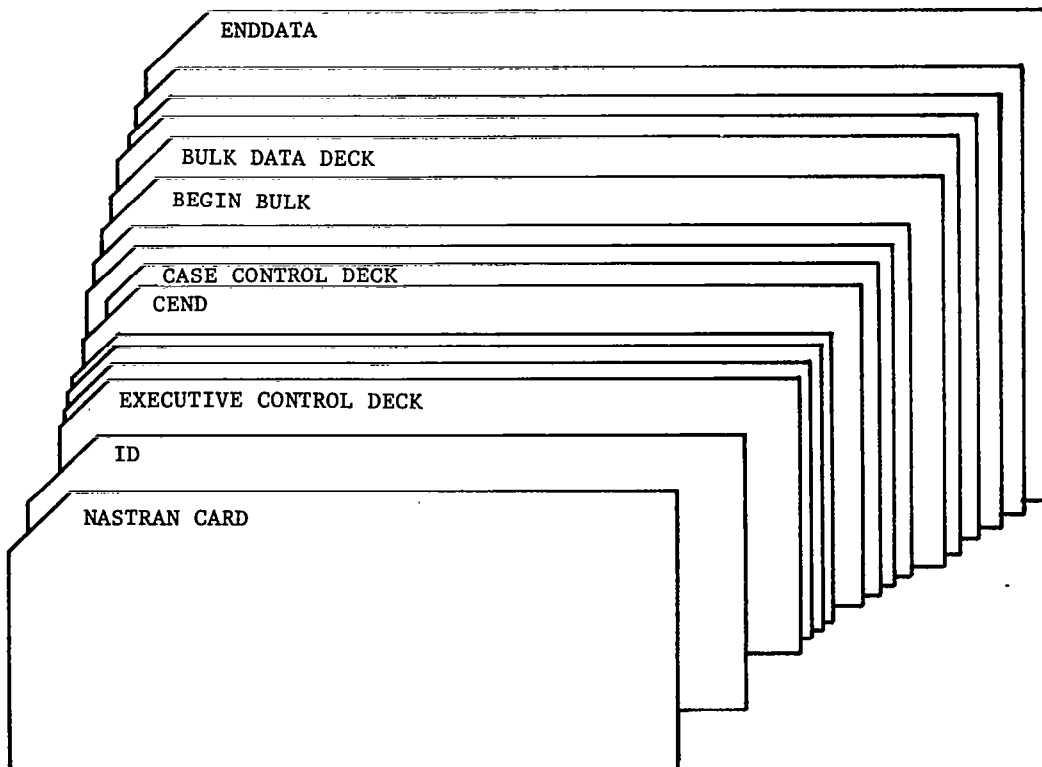 ENDDATA
BULK DATA DECK
BEGIN BULK
CASE CONTROL DECK
CEND
EXECUTIVE CONTROL DECK
ID
NASTRAN CARD